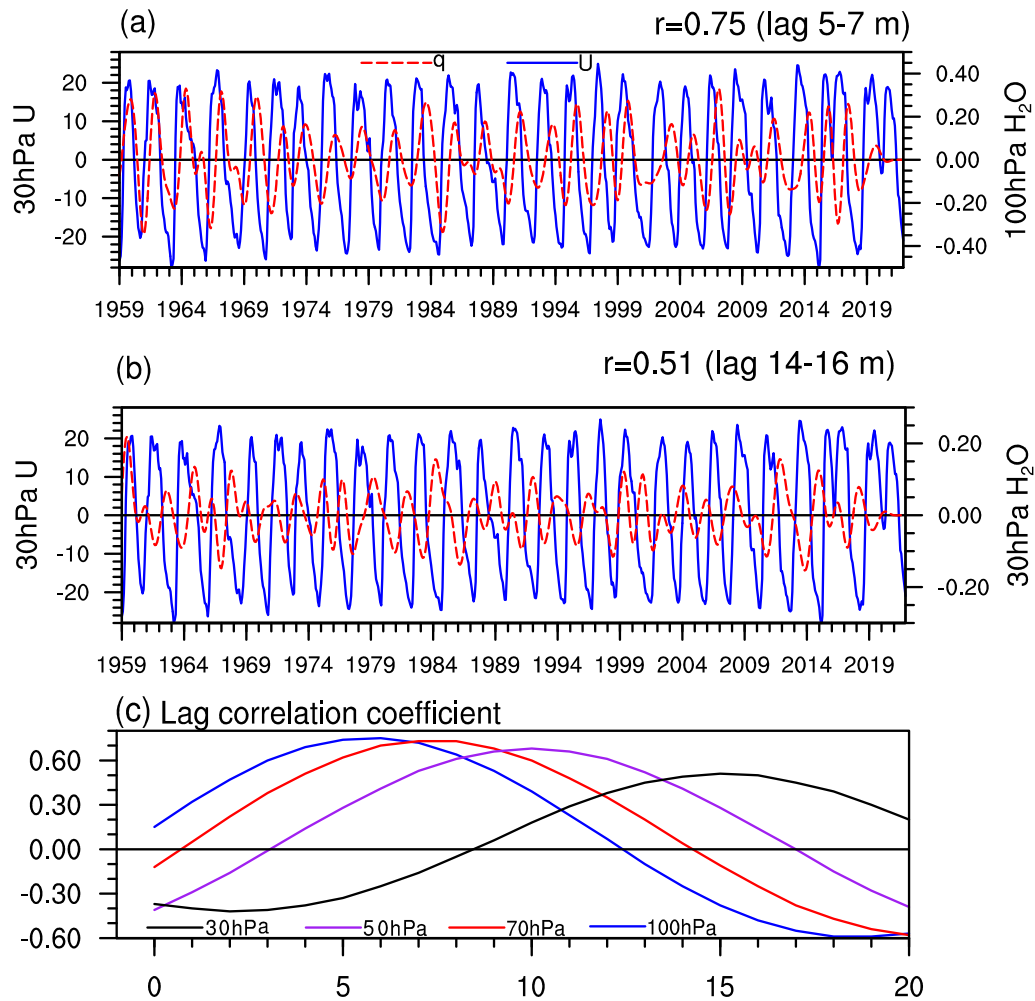 (a) r=0.75 (lag 5-7 m)
q U
30hPa U
20
10
0
-10
-20
0.40
0.20
0.00
-0.20
-0.40
100hPa H2O
1959 1964 1969 1974 1979 1984 1989 1994 1999 2004 2009 2014 2019
(b) r=0.51 (lag 14-16 m)
30hPa U
20
10
0
-10
-20
0.20
0.00
-0.20
30hPa H2O
1959 1964 1969 1974 1979 1984 1989 1994 1999 2004 2009 2014 2019
(c) Lag correlation coefficient
0.60
0.30
0.00
-0.30
-0.60
30hPa 50hPa 70hPa 100hPa
0 5 10 15 20